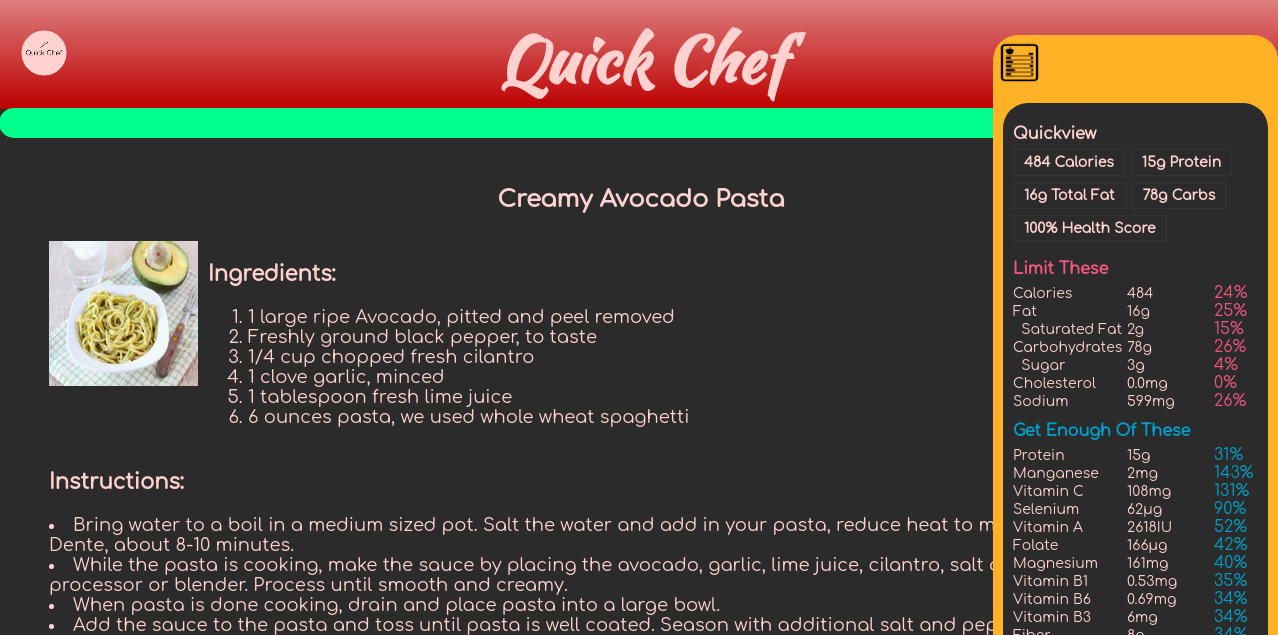 Quick Chef
Quick Chef
Creamy Avocado Pasta
Ingredients:
1. 1 large ripe Avocado, pitted and peel removed
2. Freshly ground black pepper, to taste
3. 1/4 cup chopped fresh cilantro
4. 1 clove garlic, minced
5. 1 tablespoon fresh lime juice
6. 6 ounces pasta, we used whole wheat spaghetti
Instructions:
• Bring water to a boil in a medium sized pot. Salt the water and add in your pasta, reduce heat to m
Dente, about 8-10 minutes.
• While the pasta is cooking, make the sauce by placing the avocado, garlic, lime juice, cilantro, salt
processor or blender. Process until smooth and creamy.
• When pasta is done cooking, drain and place pasta into a large bowl.
• Add the sauce to the pasta and toss until pasta is well coated. Season with additional salt and pep
Quickview
484 Calories 15g Protein
16g Total Fat 78g Carbs
100% Health Score
Limit These
Calories 484 24%
Fat 16g 25%
Saturated Fat 2g 15%
Carbohydrates 78g 26%
Sugar 3g 4%
Cholesterol 0.0mg 0%
Sodium 599mg 26%
Get Enough Of These
Protein 15g 31%
Manganese 2mg 143%
Vitamin C 108mg 131%
Selenium 62µg 90%
Vitamin A 2618IU 52%
Folate 166µg 42%
Magnesium 161mg 40%
Vitamin B1 0.53mg 35%
Vitamin B6 0.69mg 34%
Vitamin B3 6mg 34%
Fiber 8g 34%